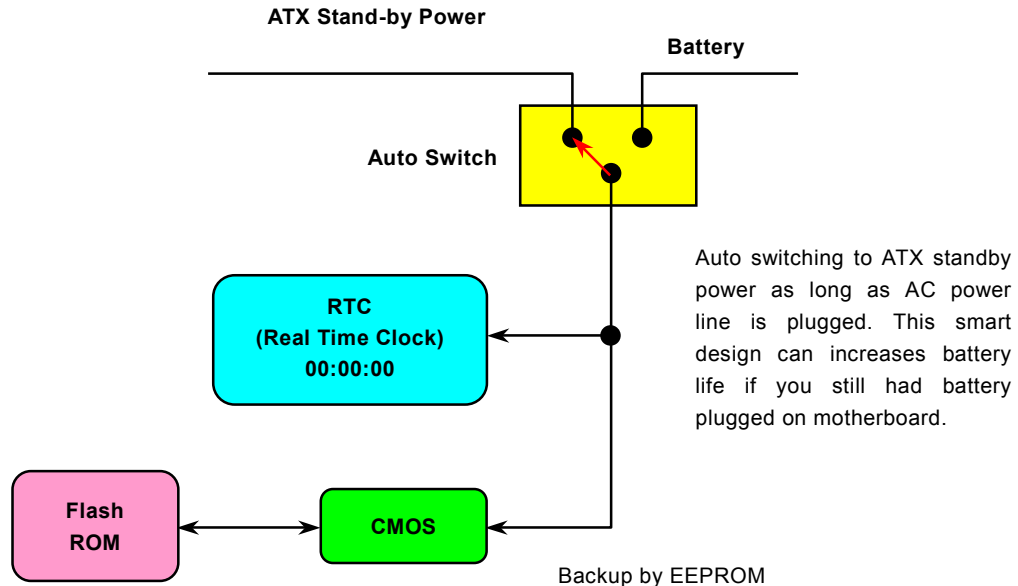 ATX Stand-by Power
Battery
Auto Switch
Auto switching to ATX standby
power as long as AC power
line is plugged. This smart
design can increases battery
life if you still had battery
plugged on motherboard.
RTC
(Real Time Clock)
00:00:00
Flash
ROM
CMOS
Backup by EEPROM